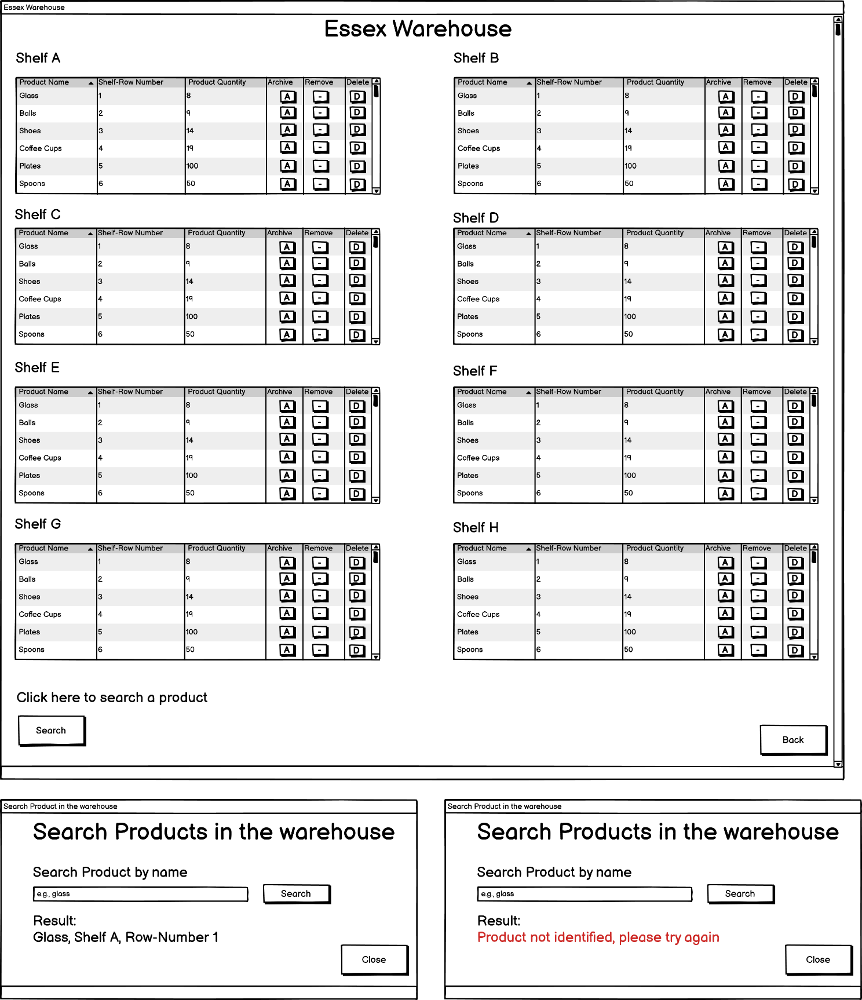 Essex Warehouse
Essex Warehouse
Shelf A
Product Name Shelf-Row Number Product Quantity Archive Remove Delete
Glass 1 8 A - D
Balls 2 9 A - D
Shoes 3 14 A - D
Coffee Cups 4 19 A - D
Plates 5 100 A - D
Spoons 6 50 A - D
Shelf B
Product Name Shelf-Row Number Product Quantity Archive Remove Delete
Glass 1 8 A - D
Balls 2 9 A - D
Shoes 3 14 A - D
Coffee Cups 4 19 A - D
Plates 5 100 A - D
Spoons 6 50 A - D
Shelf C
Product Name Shelf-Row Number Product Quantity Archive Remove Delete
Glass 1 8 A - D
Balls 2 9 A - D
Shoes 3 14 A - D
Coffee Cups 4 19 A - D
Plates 5 100 A - D
Spoons 6 50 A - D
Shelf D
Product Name Shelf-Row Number Product Quantity Archive Remove Delete
Glass 1 8 A - D
Balls 2 9 A - D
Shoes 3 14 A - D
Coffee Cups 4 19 A - D
Plates 5 100 A - D
Spoons 6 50 A - D
Shelf E
Product Name Shelf-Row Number Product Quantity Archive Remove Delete
Glass 1 8 A - D
Balls 2 9 A - D
Shoes 3 14 A - D
Coffee Cups 4 19 A - D
Plates 5 100 A - D
Spoons 6 50 A - D
Shelf F
Product Name Shelf-Row Number Product Quantity Archive Remove Delete
Glass 1 8 A - D
Balls 2 9 A - D
Shoes 3 14 A - D
Coffee Cups 4 19 A - D
Plates 5 100 A - D
Spoons 6 50 A - D
Shelf G
Product Name Shelf-Row Number Product Quantity Archive Remove Delete
Glass 1 8 A - D
Balls 2 9 A - D
Shoes 3 14 A - D
Coffee Cups 4 19 A - D
Plates 5 100 A - D
Spoons 6 50 A - D
Shelf H
Product Name Shelf-Row Number Product Quantity Archive Remove Delete
Glass 1 8 A - D
Balls 2 9 A - D
Shoes 3 14 A - D
Coffee Cups 4 19 A - D
Plates 5 100 A - D
Spoons 6 50 A - D
Click here to search a product
Search
Back
Search Product in the warehouse
Search Products in the warehouse
Search Product by name
e.g., glass Search
Result:
Glass, Shelf A, Row-Number 1
Close
Search Product in the warehouse
Search Products in the warehouse
Search Product by name
e.g., glass Search
Result:
Product not identified, please try again
Close